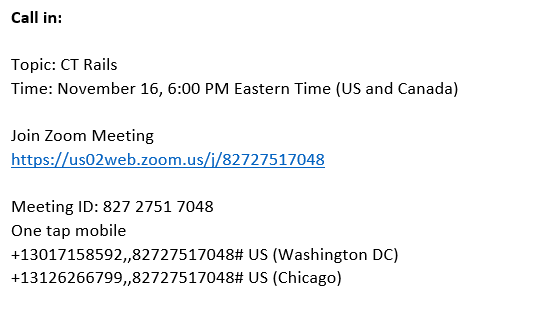 Call in:
Topic: CT Rails
Time: November 16, 6:00 PM Eastern Time (US and Canada)
Join Zoom Meeting
https://us02web.zoom.us/j/82727517048
Meeting ID: 827 2751 7048
One tap mobile
+13017158592,,82727517048# US (Washington DC)
+13126266799,,82727517048# US (Chicago)